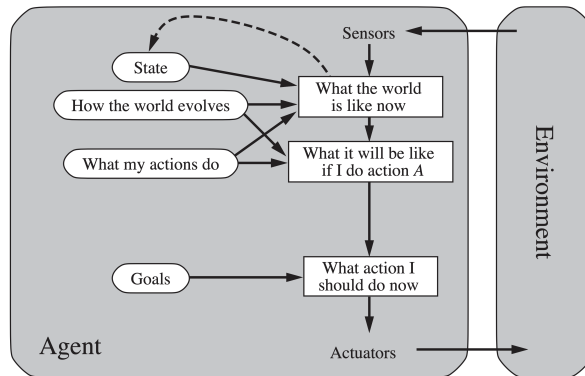 Sensors
State
What the world
is like now
How the world evolves
What my actions do
What it will be like
if I do action A
Goals
What action I
should do now
Agent
Actuators
Environment